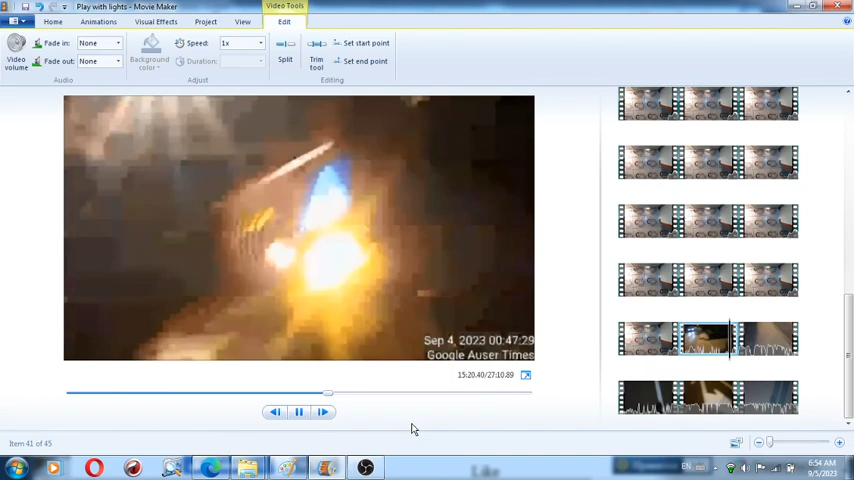 Play with lights - Movie Maker
Video Tools
Home
Animations
Visual Effects
Project
View
Edit
Video volume
Fade in: None
Fade out: None
Audio
Background color
Speed: 1x
Duration:
Adjust
Split
Trim tool
Set start point
Set end point
Editing
Sep 4, 2023 00:47:29
Google Auser Times
15:20.40/27:10.89
Item 41 of 45
Like
EN
6:54 AM
9/5/2023